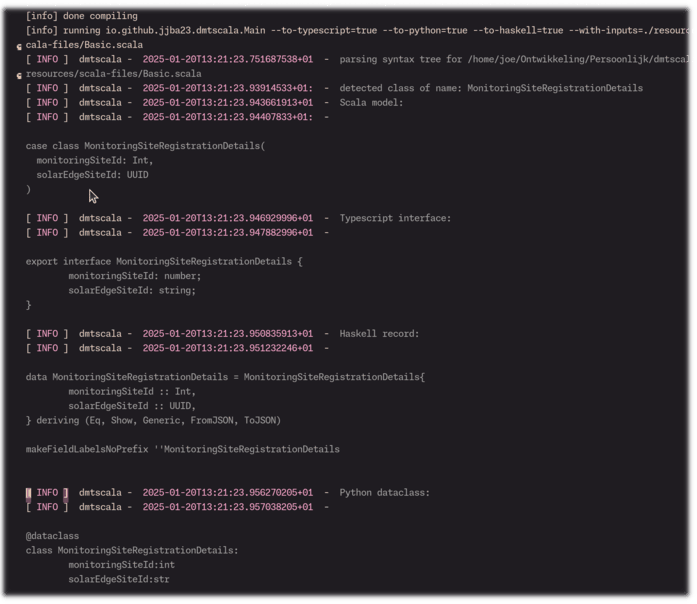 [info] done compiling
[info] running io.github.jjba23.dmtscala.Main --to-typescript=true --to-python=true --to-haskell=true --with-inputs=./resour
cala-files/Basic.scala
[ INFO ]  dmtscala -  2025-01-20T13:21:23.751687538+01  -  parsing syntax tree for /home/joe/Ontwikkeling/Persoonlijk/dmtscal
resources/scala-files/Basic.scala
[ INFO ]  dmtscala -  2025-01-20T13:21:23.93914533+01:  -  detected class of name: MonitoringSiteRegistrationDetails
[ INFO ]  dmtscala -  2025-01-20T13:21:23.943661913+01  -  Scala model:
[ INFO ]  dmtscala -  2025-01-20T13:21:23.94407833+01:  -
case class MonitoringSiteRegistrationDetails(
  monitoringSiteId: Int,
  solarEdgeSiteId: UUID
)
[ INFO ]  dmtscala -  2025-01-20T13:21:23.946929996+01  -  Typescript interface:
[ INFO ]  dmtscala -  2025-01-20T13:21:23.947882996+01  -
export interface MonitoringSiteRegistrationDetails {
        monitoringSiteId: number;
        solarEdgeSiteId: string;
}
[ INFO ]  dmtscala -  2025-01-20T13:21:23.950835913+01  -  Haskell record:
[ INFO ]  dmtscala -  2025-01-20T13:21:23.951232246+01  -
data MonitoringSiteRegistrationDetails = MonitoringSiteRegistrationDetails{
        monitoringSiteId :: Int,
        solarEdgeSiteId :: UUID,
} deriving (Eq, Show, Generic, FromJSON, ToJSON)
makeFieldLabelsNoPrefix ''MonitoringSiteRegistrationDetails
[ INFO ]  dmtscala -  2025-01-20T13:21:23.956270205+01  -  Python dataclass:
[ INFO ]  dmtscala -  2025-01-20T13:21:23.957038205+01  -
@dataclass
class MonitoringSiteRegistrationDetails:
        monitoringSiteId:int
        solarEdgeSiteId:str